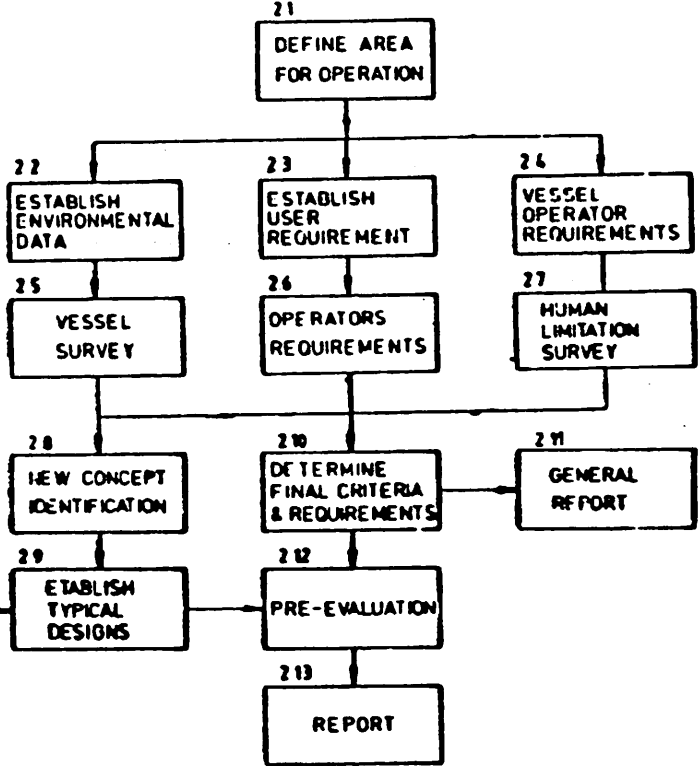 21
DEFINE AREA
FOR OPERATION
22
ESTABLISH
ENVIRONMENTAL
DATA
23
ESTABLISH
USER
REQUIREMENT
24
VESSEL
OPERATOR
REQUIREMENTS
25
VESSEL
SURVEY
26
OPERATORS
REQUIREMENTS
27
HUMAN
LIMITATION
SURVEY
28
NEW CONCEPT
IDENTIFICATION
210
DETERMINE
FINAL CRITERIA
& REQUIREMENTS
211
GENERAL
REPORT
29
ETABLISH
TYPICAL
DESIGNS
212
PRE-EVALUATION
213
REPORT